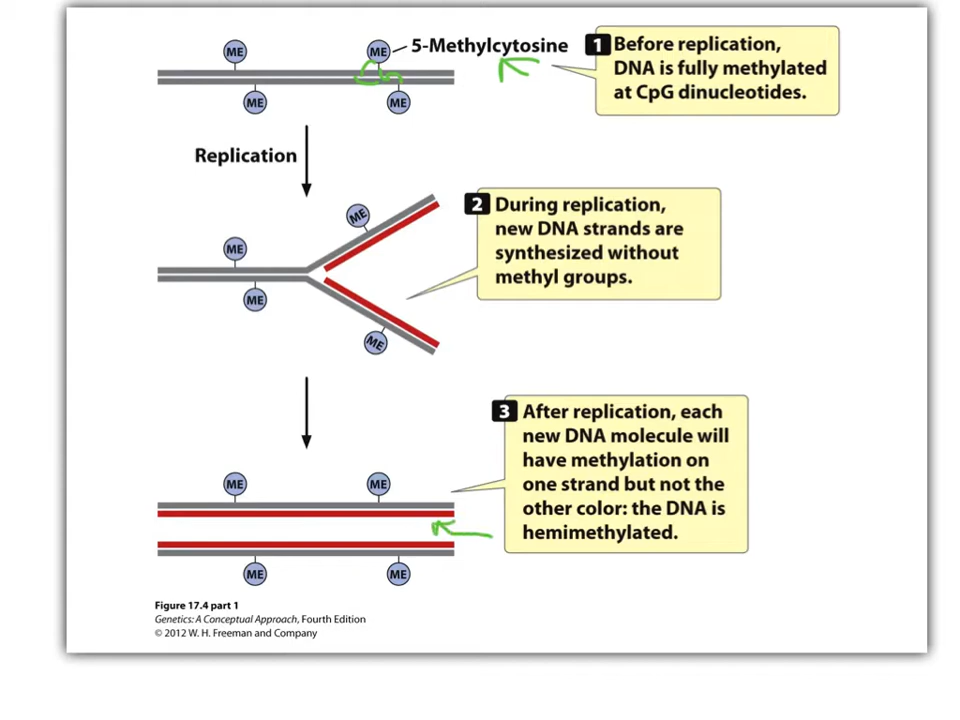 ME
ME
5-Methylcytosine
ME
ME
1 Before replication,
DNA is fully methylated
at CpG dinucleotides.
Replication
ME
ME
ME
ME
2 During replication,
new DNA strands are
synthesized without
methyl groups.
3 After replication, each
new DNA molecule will
have methylation on
one strand but not the
other color: the DNA is
hemimethylated.
ME
ME
ME
ME
Figure 17.4 part 1
Genetics: A Conceptual Approach, Fourth Edition
© 2012 W. H. Freeman and Company